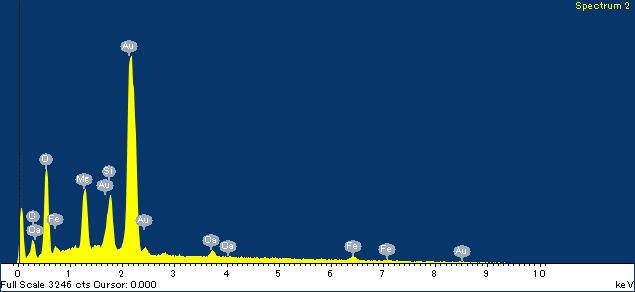 Spectrum 2
Au
O
Si
Mg
Au
C
Fe
Au
Ca
Ca
Ca
Fe
Fe
Au
0 1 2 3 4 5 6 7 8 9 10
Full Scale 3246 cts Cursor: 0.000 keV